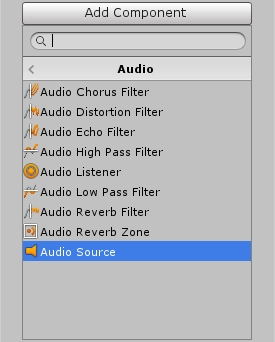 Add Component
Audio
Audio Chorus Filter
Audio Distortion Filter
Audio Echo Filter
Audio High Pass Filter
Audio Listener
Audio Low Pass Filter
Audio Reverb Filter
Audio Reverb Zone
Audio Source